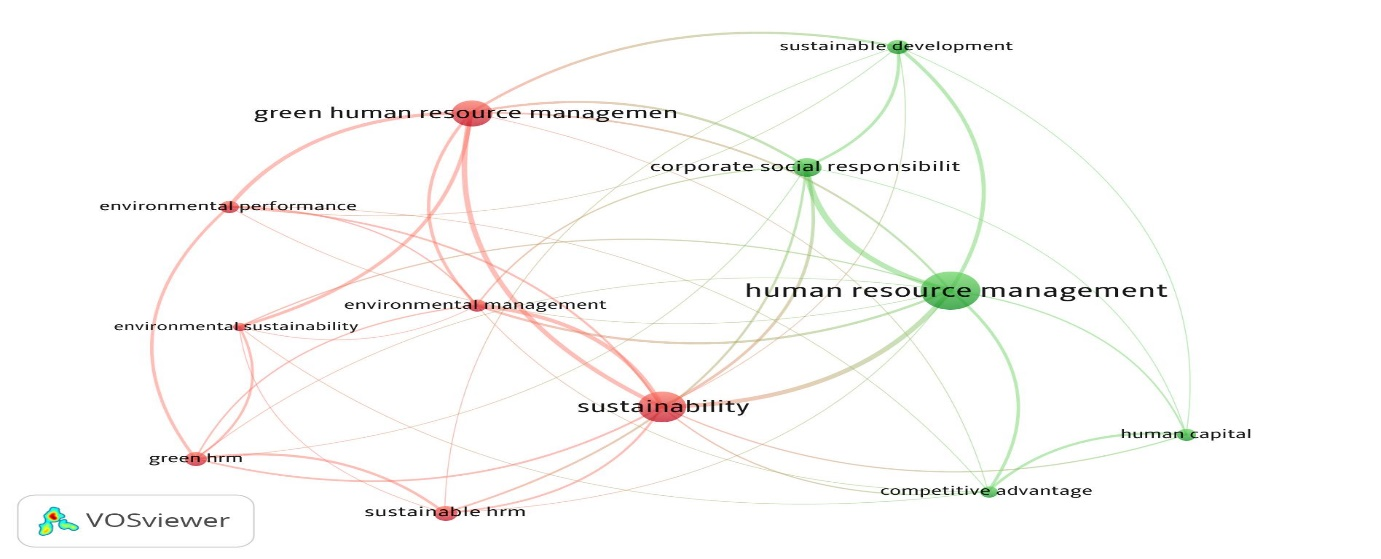 sustainable development
green human resource managemen
corporate social responsibilit
environmental performance
human resource management
environmental management
environmental sustainability
sustainability
human capital
green hrm
competitive advantage
sustainable hrm
VOSviewer